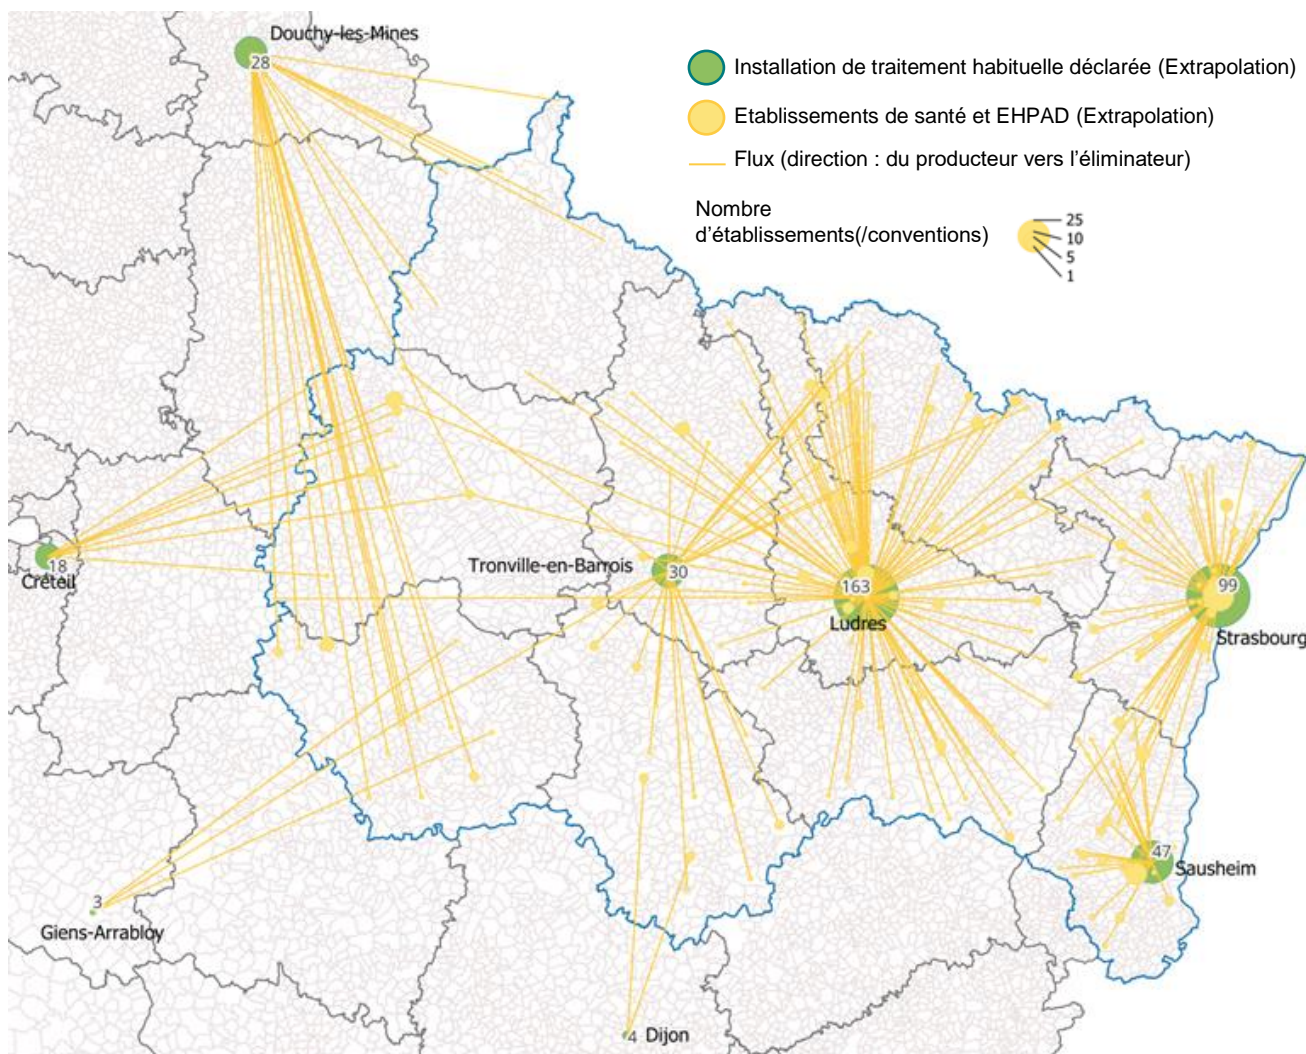 Douchy-les-Mines
28
Installation de traitement habituelle déclarée (Extrapolation)
Etablissements de santé et EHPAD (Extrapolation)
Flux (direction : du producteur vers l’éliminateur)
Nombre
d’établissements(/conventions)
25
10
5
1
18
Créteil
Tronville-en-Barrois
30
163
Ludres
99
Strasbourg
47
Sausheim
3
Giens-Arrabloy
4
Dijon